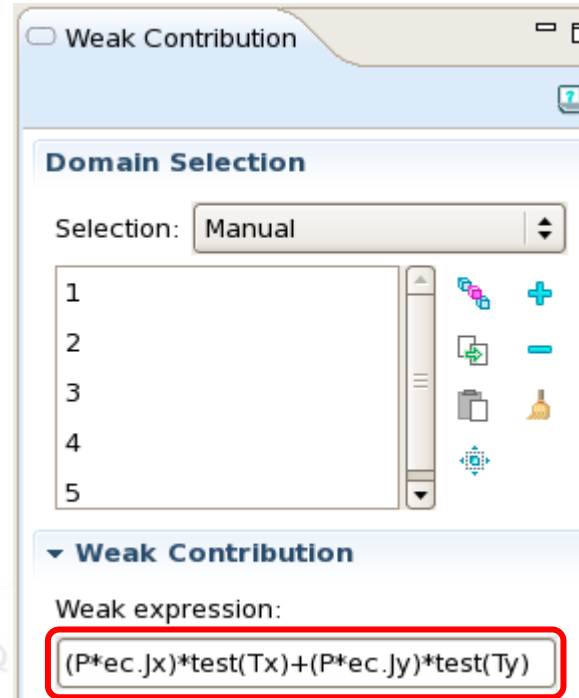 Weak Contribution
Domain Selection
Selection: Manual
1
2
3
4
5
Weak Contribution
Weak expression:
(P*ec.Jx)*test(Tx)+(P*ec.Jy)*test(Ty)